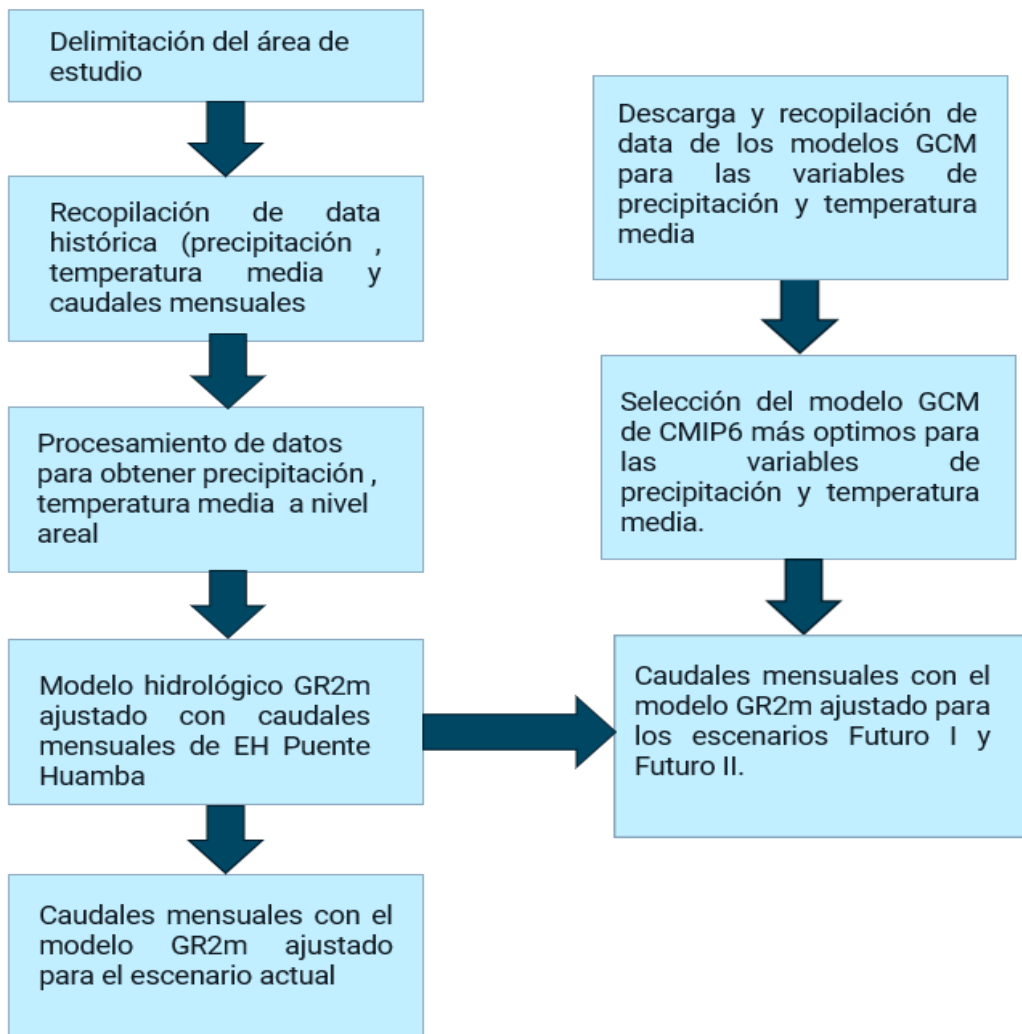 Delimitación del área de
estudio
Recopilación de data
histórica (precipitación ,
temperatura media y
caudales mensuales
Procesamiento de datos
para obtener precipitación ,
temperatura media a nivel
areal
Modelo hidrológico GR2m
ajustado con caudales
mensuales de EH Puente
Huamba
Caudales mensuales con el
modelo GR2m ajustado
para el escenario actual
Descarga y recopilación de
data de los modelos GCM
para las variables de
precipitación y temperatura
media
Selección del modelo GCM
de CMIP6 más optimos para
las variables de
precipitación y temperatura
media.
Caudales mensuales con el
modelo GR2m ajustado para
los escenarios Futuro I y
Futuro II.